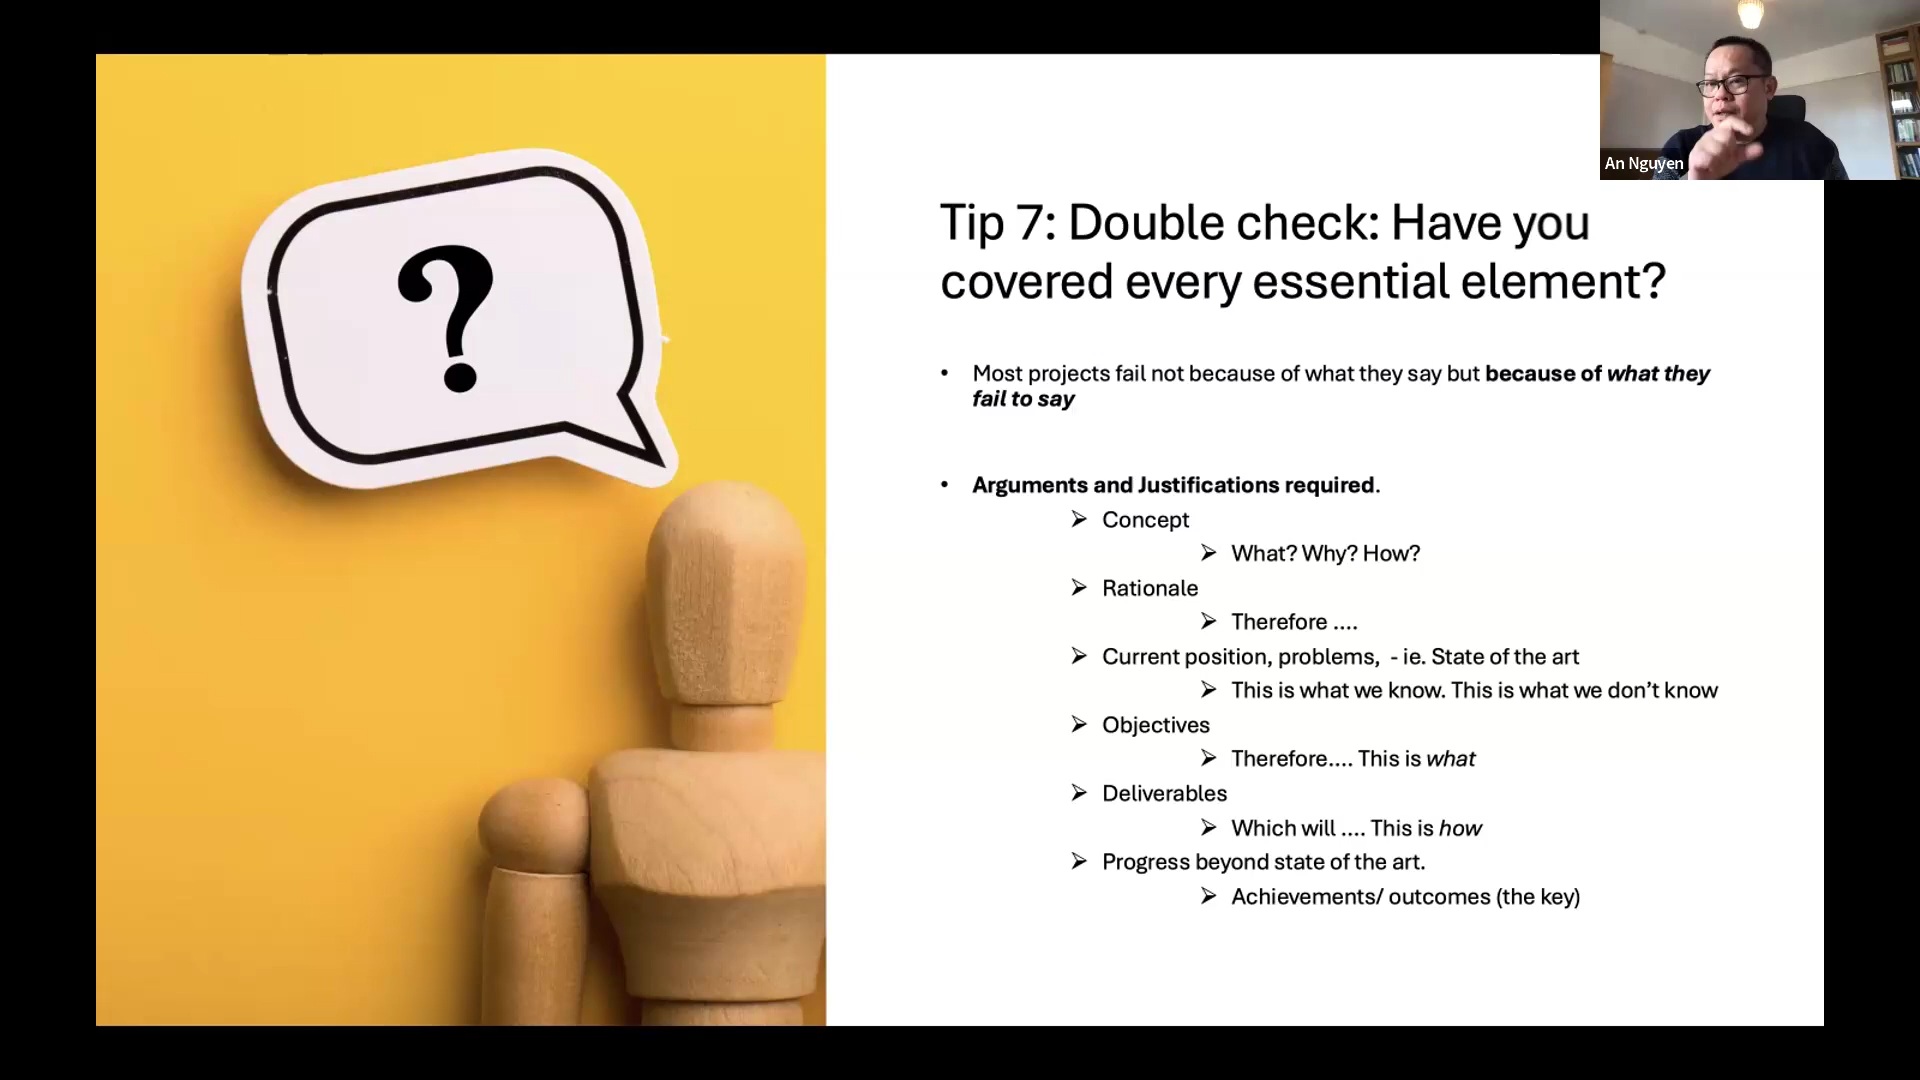 ?
An Nguyen
Tip 7: Double check: Have you
covered every essential element?
• Most projects fail not because of what they say but because of what they
fail to say
• Arguments and Justifications required.
➢ Concept
➢ What? Why? How?
➢ Rationale
➢ Therefore ....
➢ Current position, problems,  - ie. State of the art
➢ This is what we know. This is what we don’t know
➢ Objectives
➢ Therefore.... This is what
➢ Deliverables
➢ Which will .... This is how
➢ Progress beyond state of the art.
➢ Achievements/ outcomes (the key)